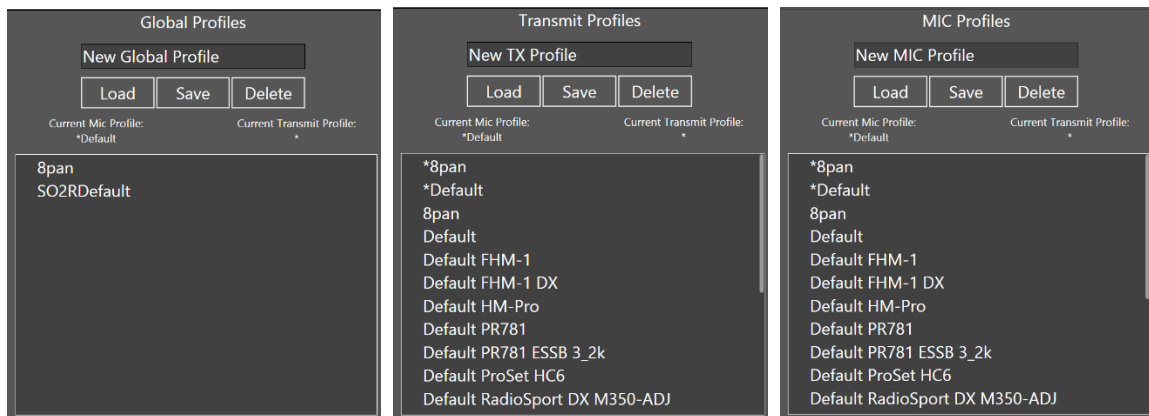 Global Profiles
New Global Profile
Load Save Delete
Current Mic Profile: Current Transmit Profile:
*Default *
8pan
SO2RDefault
Transmit Profiles
New TX Profile
Load Save Delete
Current Mic Profile: Current Transmit Profile:
*Default *
*8pan
*Default
8pan
Default
Default FHM-1
Default FHM-1 DX
Default HM-Pro
Default PR781
Default PR781 ESSB 3_2k
Default ProSet HC6
Default RadioSport DX M350-ADJ
MIC Profiles
New MIC Profile
Load Save Delete
Current Mic Profile: Current Transmit Profile:
*Default *
*8pan
*Default
8pan
Default
Default FHM-1
Default FHM-1 DX
Default HM-Pro
Default PR781
Default PR781 ESSB 3_2k
Default ProSet HC6
Default RadioSport DX M350-ADJ